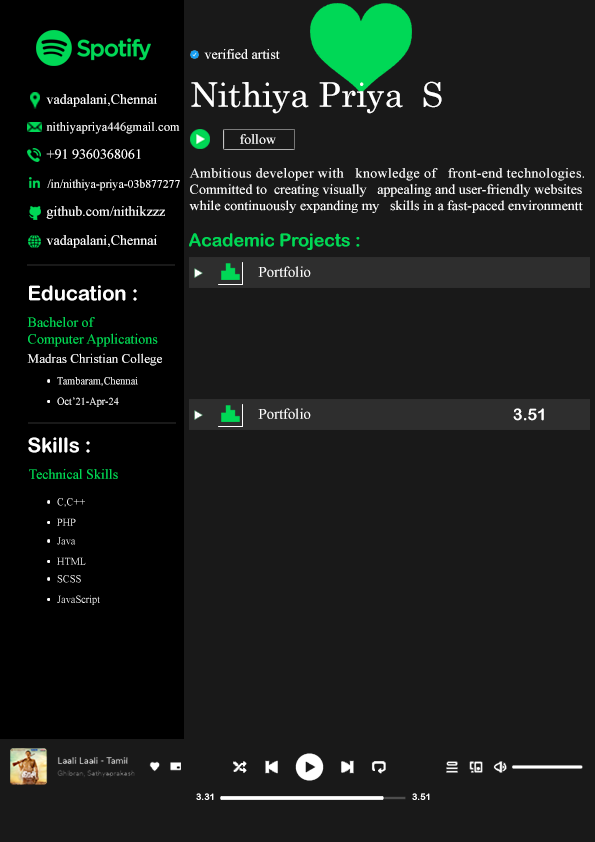 Spotify
vadapalani,Chennai
nithiyapriya446gmail.com
+91 9360368061
/in/nithiya-priya-03b877277
github.com/nithikzzz
vadapalani,Chennai
Education :
Bachelor of
Computer Applications
Madras Christian College
Tambaram,Chennai
Oct'21-Apr-24
Skills :
Technical Skills
C,C++
PHP
Java
HTML
SCSS
JavaScript
verified artist
Nithiya Priya S
follow
Ambitious developer with knowledge of front-end technologies.
Committed to creating visually appealing and user-friendly websites
while continuously expanding my skills in a fast-paced environmentt
Academic Projects :
Portfolio
Portfolio 3.51
Laali Laali - Tamil
Ghibran, Sathyaprakash
3.31 3.51